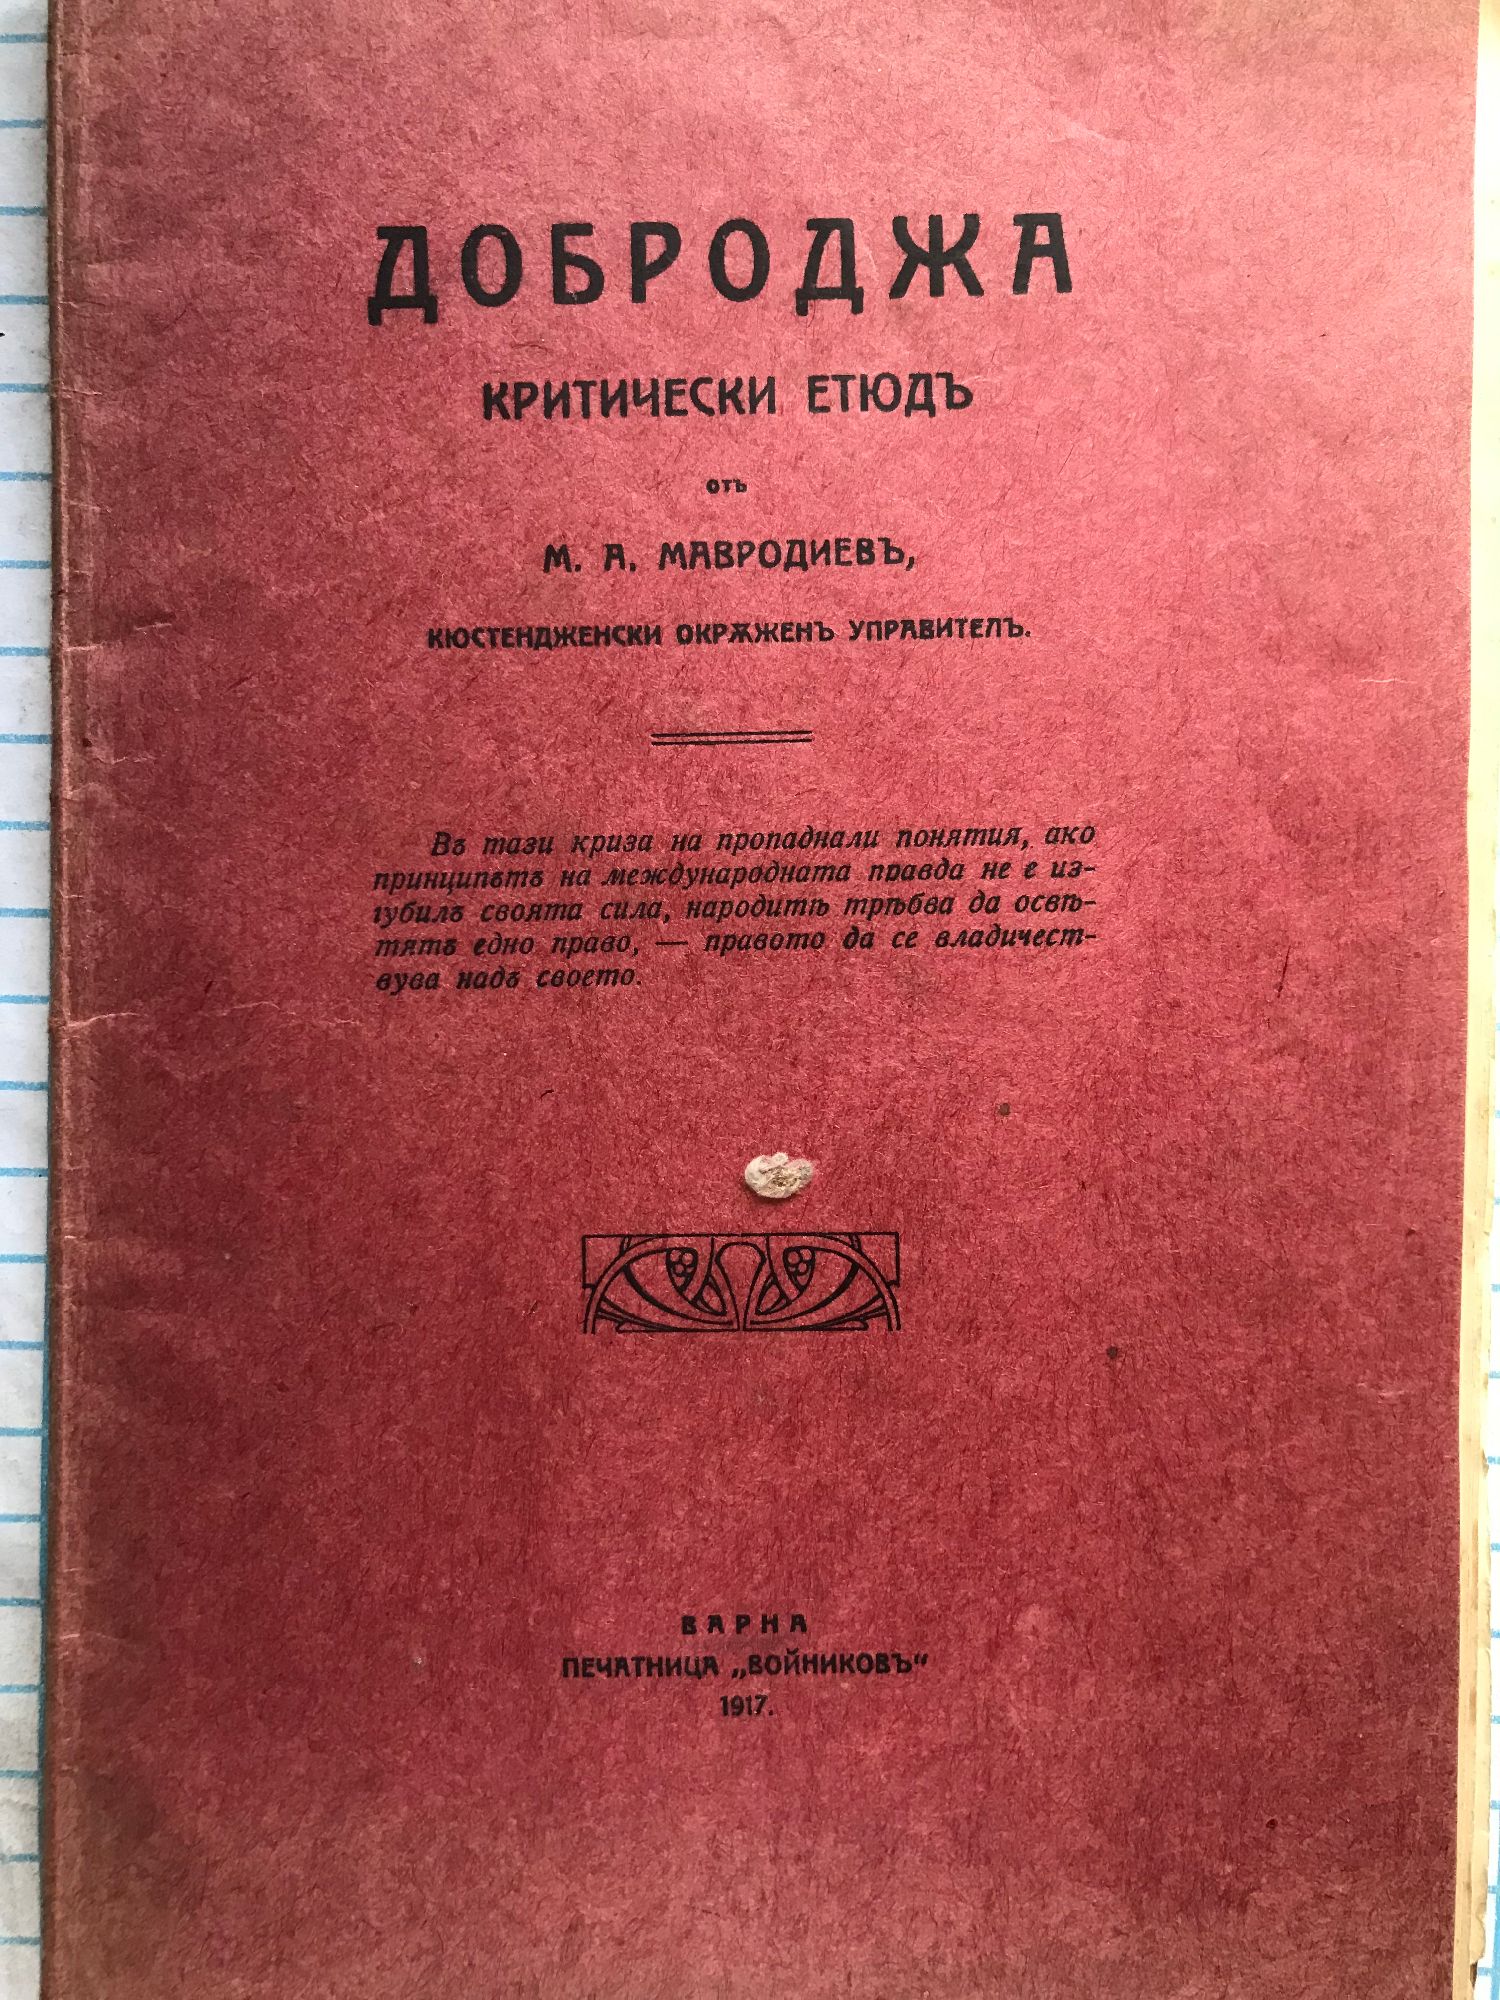 ДОБРОДЖА
КРИТИЧЕСКИ ЕТЮДЪ
отъ
М. А. МАВРОДИЕВЪ,
КЮСТЕНДЖЕНСКИ ОКРѪЖЕНЪ УПРАВИТЕЛЪ.
Въ тази криза на пропаднали понятия, ако
принципътъ на международната правда не е из-
губилъ своята сила, народитѣ трѣбва да освѣ-
тятъ едно право, — правото да се владичест-
вува надъ своето.
ВАРНА
ПЕЧАТНИЦА „ВОЙНИКОВЪ“
1917.